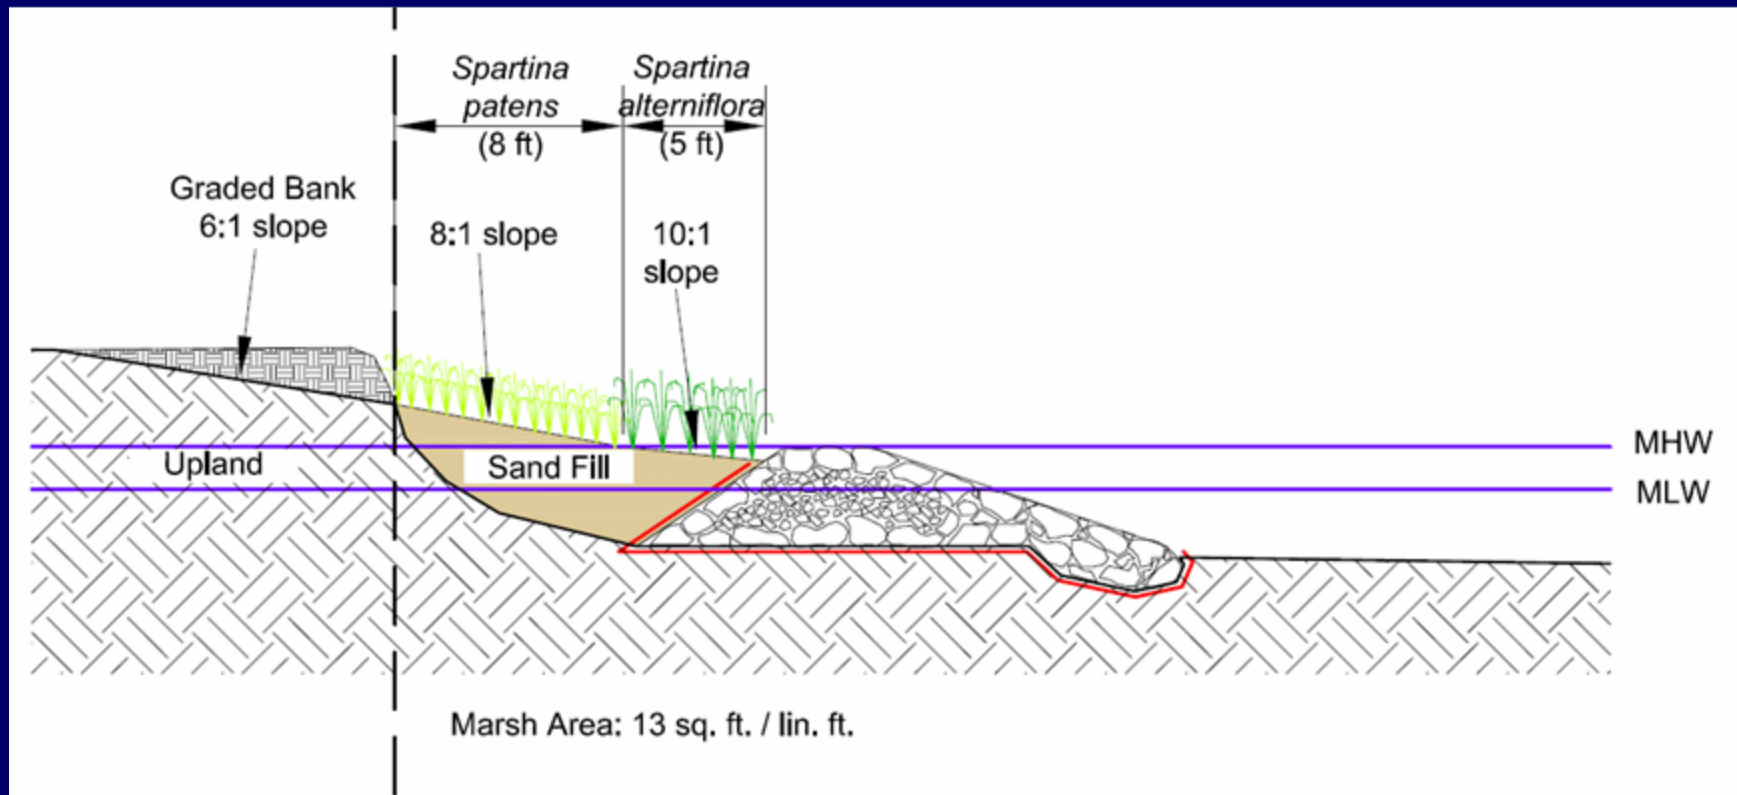 Spartina
patens
(8 ft)
Spartina
alterniflora
(5 ft)
Graded Bank
6:1 slope
8:1 slope
10:1
slope
MHW
Upland
Sand Fill
MLW
Marsh Area: 13 sq. ft. / lin. ft.